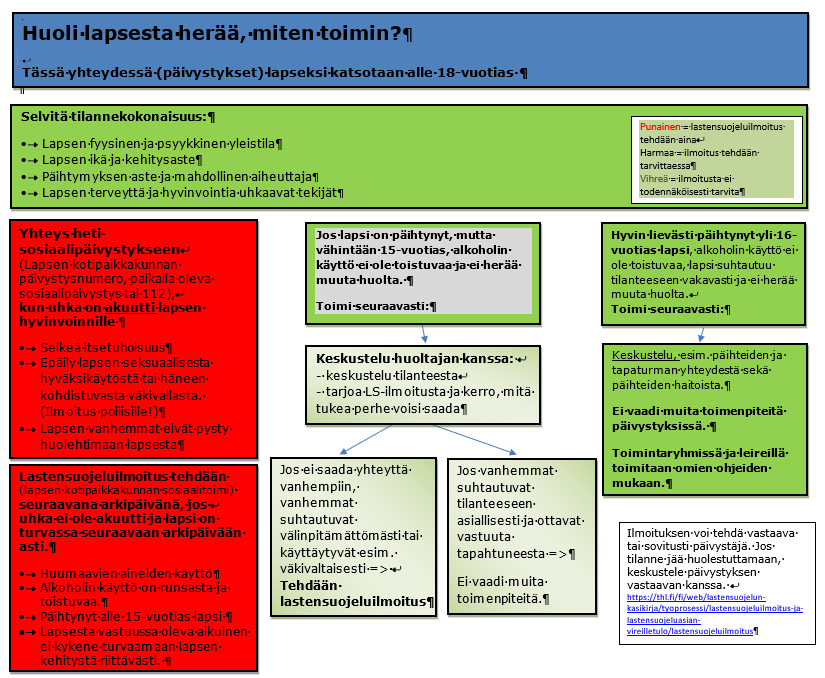 Huoli lapsesta herää, miten toimin?¶
↵
Tässä yhteydessä (päivystykset) lapseksi katsotaan alle 18-vuotias ¶
¶
Selvitä tilannekokonaisuus:¶
•→ Lapsen fyysinen ja psyykkinen yleistila¶
•→ Lapsen ikä ja kehitysaste¶
•→ Päihtymyksen aste ja mahdollinen aiheuttaja¶
•→ Lapsen terveyttä ja hyvinvointia uhkaavat tekijät¶
Punainen = lastensuojeluilmoitus
tehdään aina↵
Harmaa = ilmoitus tehdään
tarvittaessa¶
Vihreä = ilmoitusta ei
todennäköisesti tarvita¶
Yhteys heti
sosiaalipäivystykseen↵
(Lapsen kotipaikkakunnan
päivystysnumero, paikalla oleva
sosiaalipäivystys tai 112),↵
kun uhka on akuutti lapsen
hyvinvoinnille ¶
•→ Selkeä itsetuhoisuus¶
•→ Epäily lapsen seksuaalisesta
hyväksikäytöstä tai häneen
kohdistuvasta väkivallasta.
(Ilmoitus poliisille!)¶
•→ Lapsen vanhemmat eivät pysty
huolehtimaan lapsesta¶
Lastensuojeluilmoitus tehdään
(lapsen kotipaikkakunnan sosiaalitoimi)
seuraavana arkipäivänä, jos ↵
uhka ei ole akuutti ja lapsi on
turvassa seuraavaan arkipäivään
asti.¶
•→ Huumaavien aineiden käyttö¶
•→ Alkoholin käyttö on runsasta ja
toistuvaa.¶
•→ Päihtynyt alle 15-vuotias lapsi¶
•→ Lapsesta vastuussa oleva aikuinen
ei kykene turvaamaan lapsen
kehitystä riittävästi. ¶
Jos lapsi on päihtynyt, mutta
vähintään 15-vuotias, alkoholin
käyttö ei ole toistuvaa ja ei herää
muuta huolta. ¶
Toimi seuraavasti:¶
Keskustelu huoltajan kanssa: ↵
- keskustelu tilanteesta↵
- tarjoa LS-ilmoitusta ja kerro, mitä
tukea perhe voisi saada¶
Jos ei saada yhteyttä
vanhempiin,
vanhemmat
suhtautuvat
välinpitämättömästi tai
käyttäytyvät esim.
väkivaltaisesti => ↵
Tehdään
lastensuojeluilmoitus¶
Jos vanhemmat
suhtautuvat
tilanteeseen
asiallisesti ja ottavat
vastuuta
tapahtuneesta =>¶
Ei vaadi muita
toimenpiteitä.¶
Hyvin lievästi päihtynyt yli 16-
vuotias lapsi, alkoholin käyttö ei
ole toistuvaa, lapsi suhtautuu
tilanteeseen vakavasti ja ei herää
muuta huolta.↵
Toimi seuraavasti:¶
Keskustelu, esim. päihteiden ja
tapaturman yhteydestä sekä
päihteiden haitoista.¶
Ei vaadi muita toimenpiteitä
päivystyksissä. ¶
Toimintaryhmissä ja leireillä
toimitaan omien ohjeiden
mukaan.¶
Ilmoituksen voi tehdä vastaava
tai sovitusti päivystäjä. Jos
tilanne jää huolestuttamaan,
keskustele päivystyksen
vastaavan kanssa. ↵
https://thl.fi/fi/web/lastensuojelun-
kasikirja/tyoprosessi/lastensuojeluilmoitus-ja-
lastensuojeluasian-
vireilletulo/lastensuojeluilmoitus¶